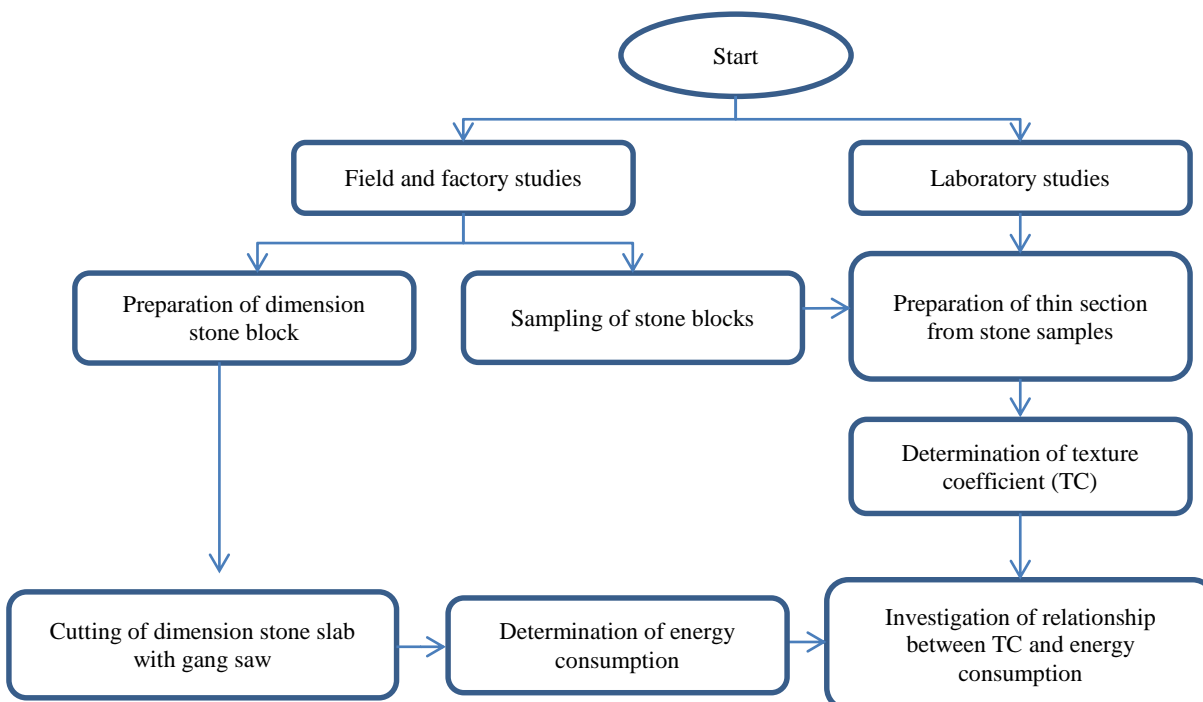 Start
Field and factory studies
Laboratory studies
Preparation of dimension
stone block
Sampling of stone blocks
Preparation of thin section
from stone samples
Determination of texture
coefficient (TC)
Cutting of dimension stone slab
with gang saw
Determination of energy
consumption
Investigation of relationship
between TC and energy
consumption